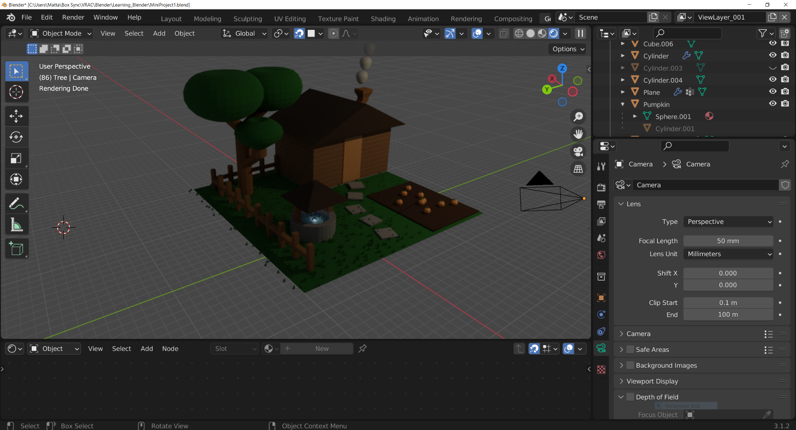 Blender* [C:\Users\Matta\Box Sync\VRAC\Blender\Learning_Blender\MiniProject1.blend]
File Edit Render Window Help Layout Modeling Sculpting UV Editing Texture Paint Shading Animation Rendering Compositing Ge Scene ViewLayer_001
Object Mode View Select Add Object Global
Options
User Perspective
(86) Tree | Camera
Rendering Done
Z
X
Y
Cube.006
Cylinder
Cylinder.003
Cylinder.004
Plane
Pumpkin
Sphere.001
Cylinder.001
Camera > Camera
Camera
Lens
Type Perspective
Focal Length 50 mm
Lens Unit Millimeters
Shift X 0.000
Y 0.000
Clip Start 0.1 m
End 100 m
Camera
Safe Areas
Background Images
Viewport Display
Depth of Field
Focus Object
Object View Select Add Node Slot New
Select Box Select Rotate View Object Context Menu 3.1.2